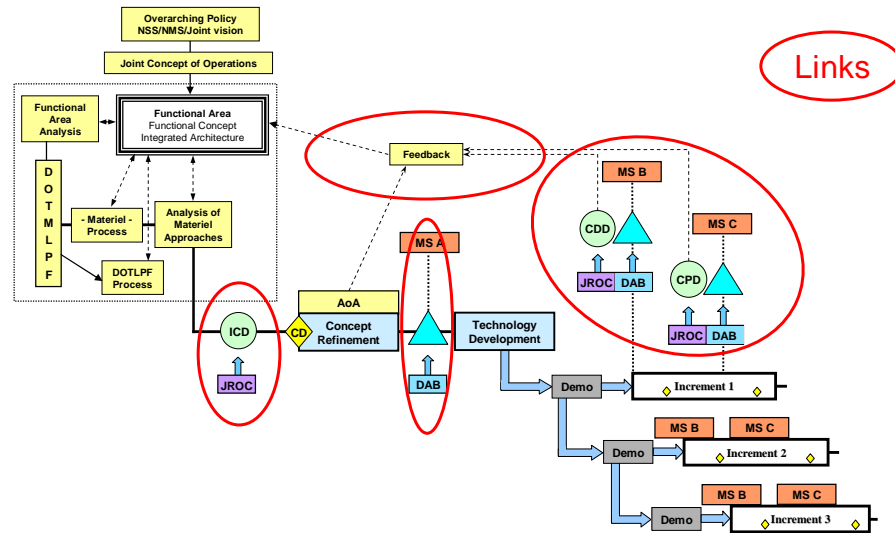 Overarching Policy
NSS/NMS/Joint vision
Links
Joint Concept of Operations
Functional
Area
Analysis
Functional Area
Functional Concept
Integrated Architecture
Feedback
MS B
D
O
T
M
L
P
F
- Materiel -
Process
Analysis of
Materiel
Approaches
MS C
CDD
MS A
DOTLPF
Process
JROC
DAB
CPD
AoA
ICD
CD
Concept
Refinement
Technology
Development
JROC
DAB
JROC
DAB
Demo
Increment 1
MS B
MS C
Demo
Increment 2
MS B
MS C
Demo
Increment 3